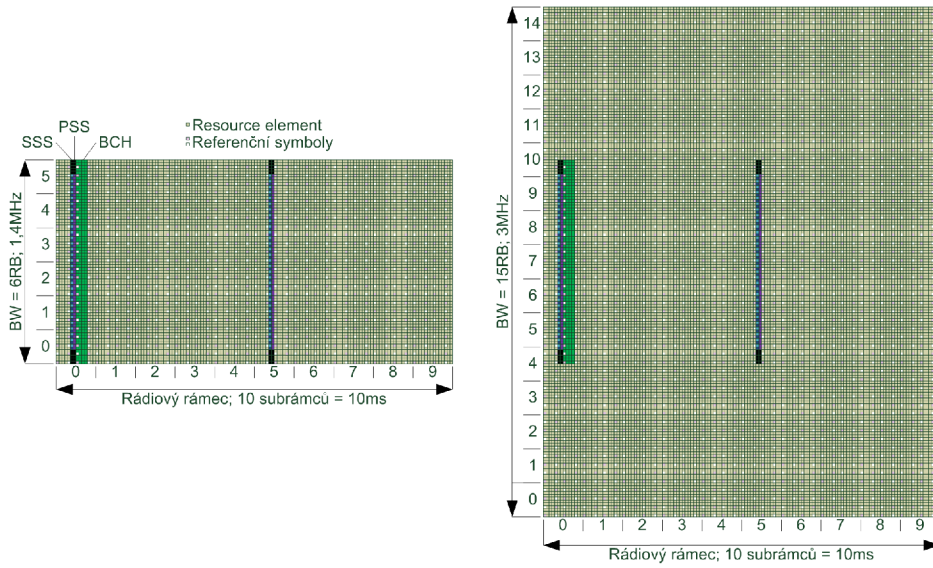 PSS
SSS
BCH
Resource element
Referenční symboly
BW = 6RB; 1,4MHz
5
4
3
2
1
0
0 1 2 3 4 5 6 7 8 9
Rádiový rámec; 10 subrámců = 10ms
BW = 15RB; 3MHz
14
13
12
11
10
9
8
7
6
5
4
3
2
1
0
0 1 2 3 4 5 6 7 8 9
Rádiový rámec; 10 subrámců = 10ms